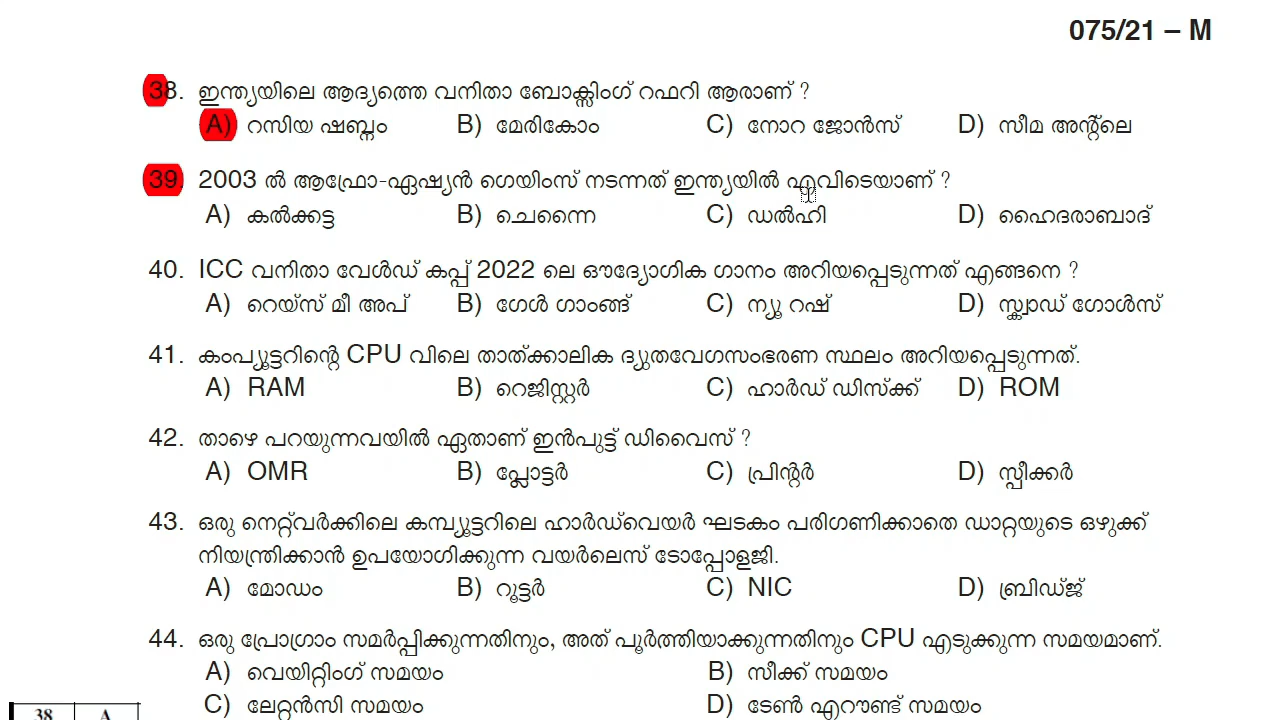 075/21 – M
38. ഇന്ത്യയിലെ ആദ്യത്തെ വനിതാ ബോക്സിംഗ് റഫറി ആരാണ് ?
A) റസിയ ഷബ്നം B) മേരികോം C) നോറ ജോൺസ് D) സീമ അന്റ്ലെ
39 2003 ൽ ആഫ്രോ-ഏഷ്യൻ ഗെയിംസ് നടന്നത് ഇന്ത്യയിൽ എവിടെയാണ് ?
A) കൽക്കട്ട B) ചെന്നൈ C) ഡൽഹി D) ഹൈദരാബാദ്
40. ICC വനിതാ വേൾഡ് കപ്പ് 2022 ലെ ഔദ്യോഗിക ഗാനം അറിയപ്പെടുന്നത് എങ്ങനെ ?
A) റെയ്സ് മീ അപ് B) ഗേൾ ഗാംങ്ങ് C) ന്യൂ റഷ് D) സ്ക്വാഡ് ഗോൾസ്
41. കംപ്യൂട്ടറിന്റെ CPU വിലെ താത്ക്കാലിക ദ്യുതവേഗസംഭരണ സ്ഥലം അറിയപ്പെടുന്നത്.
A) RAM B) റെജിസ്റ്റർ C) ഹാർഡ് ഡിസ്ക്ക് D) ROM
42. താഴെ പറയുന്നവയിൽ ഏതാണ് ഇൻപുട്ട് ഡിവൈസ് ?
A) OMR B) പ്ലോട്ടർ C) പ്രിന്റർ D) സ്പീക്കർ
43. ഒരു നെറ്റ്‌വർക്കിലെ കമ്പ്യൂട്ടറിലെ ഹാർഡ്‌വെയർ ഘടകം പരിഗണിക്കാതെ ഡാറ്റയുടെ ഒഴുക്ക്
നിയന്ത്രിക്കാൻ ഉപയോഗിക്കുന്ന വയർലെസ് ടോപ്പോളജി.
A) മോഡം B) റൂട്ടർ C) NIC D) ബ്രിഡ്ജ്
44. ഒരു പ്രോഗ്രാം സമർപ്പിക്കുന്നതിനും, അത് പൂർത്തിയാക്കുന്നതിനും CPU എടുക്കുന്ന സമയമാണ്.
A) വെയിറ്റിംഗ് സമയം B) സീക്ക് സമയം
C) ലേറ്റൻസി സമയം D) ടേൺ എറൗണ്ട് സമയം
38 A